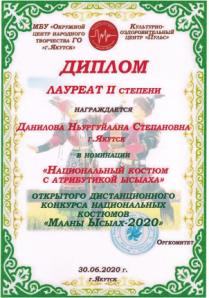 МБУ «Окружной
центр народного
творчества ГО
«г.Якутск»
Культурно-
оздоровительный
центр «Пульс»
ДИПЛОМ
ЛАУРЕАТ II СТЕПЕНИ
НАГРАЖДАЕТСЯ
Данилова Ньургуйаана Степановна
г.Якутск
в номинации
«Национальный костюм
с атрибутикой Ысыаха»
открытого дистанционного
конкурса национальных
костюмов
«Мааны Ысыах-2020»
Оргкомитет
30.06.2020 г.
г.Якутск